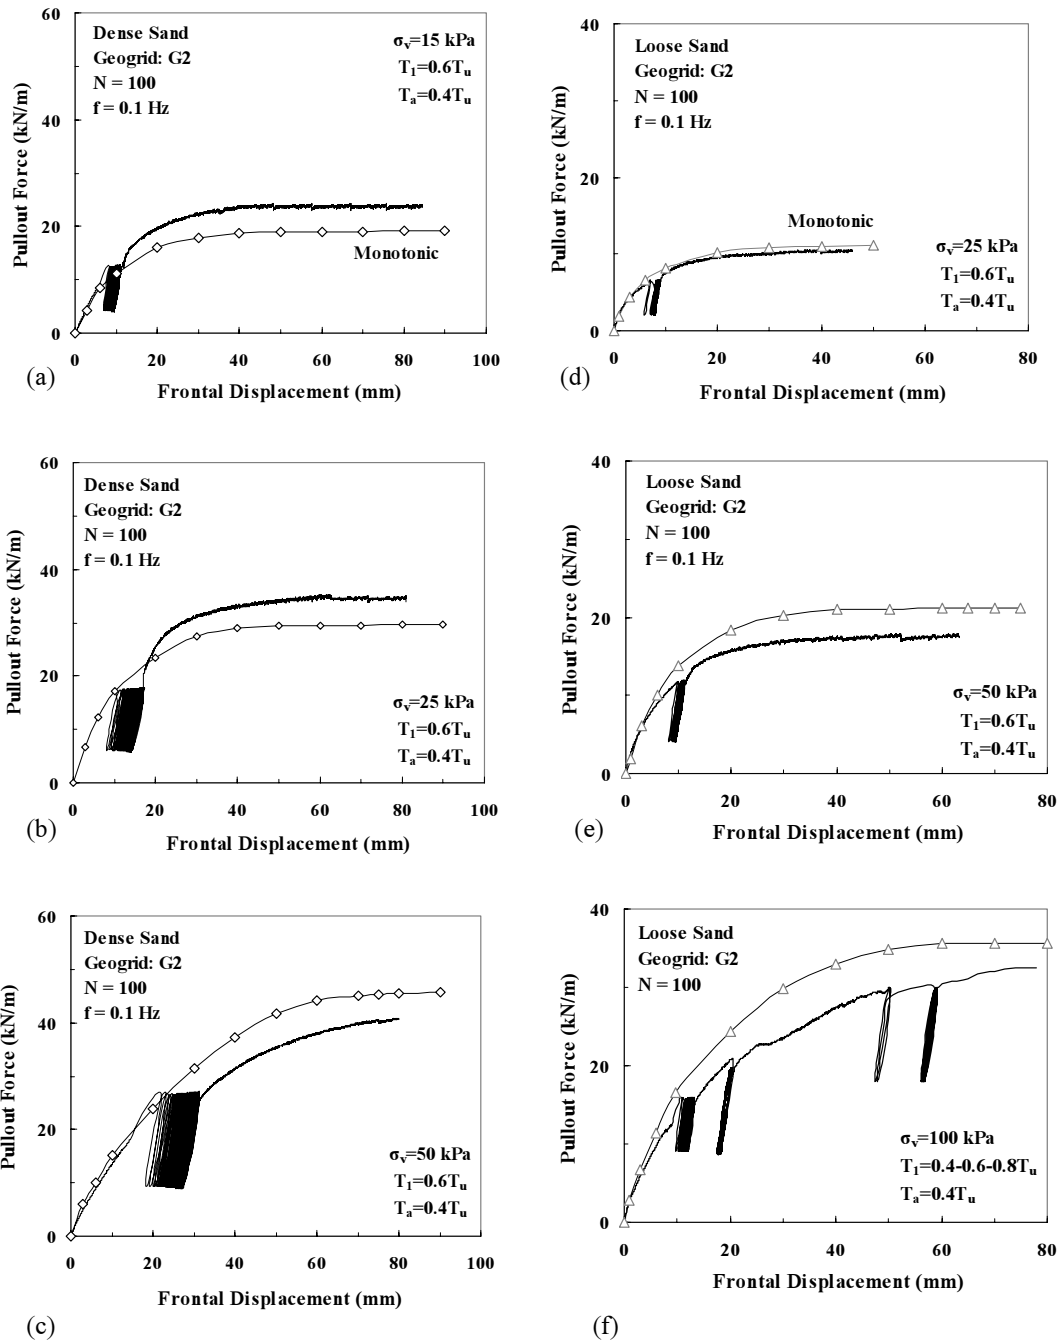 60
40
20
0
0
20
40
60
80
100
Pullout Force (kN/m)
Frontal Displacement (mm)
Dense Sand
Geogrid: G2
N = 100
f = 0.1 Hz
σv=15 kPa
T1=0.6Tu
Ta=0.4Tu
Monotonic
(a)
40
20
0
0
20
40
60
80
Pullout Force (kN/m)
Frontal Displacement (mm)
Loose Sand
Geogrid: G2
N = 100
f = 0.1 Hz
Monotonic
σv=25 kPa
T1=0.6Tu
Ta=0.4Tu
(d)
60
40
20
0
0
20
40
60
80
100
Pullout Force (kN/m)
Frontal Displacement (mm)
Dense Sand
Geogrid: G2
N = 100
f = 0.1 Hz
σv=25 kPa
T1=0.6Tu
Ta=0.4Tu
(b)
40
20
0
0
20
40
60
80
Pullout Force (kN/m)
Frontal Displacement (mm)
Loose Sand
Geogrid: G2
N = 100
f = 0.1 Hz
σv=50 kPa
T1=0.6Tu
Ta=0.4Tu
(e)
60
40
20
0
0
20
40
60
80
100
Pullout Force (kN/m)
Frontal Displacement (mm)
Dense Sand
Geogrid: G2
N = 100
f = 0.1 Hz
σv=50 kPa
T1=0.6Tu
Ta=0.4Tu
(c)
40
20
0
0
20
40
60
80
Pullout Force (kN/m)
Frontal Displacement (mm)
Loose Sand
Geogrid: G2
N = 100
σv=100 kPa
T1=0.4-0.6-0.8Tu
Ta=0.4Tu
(f)